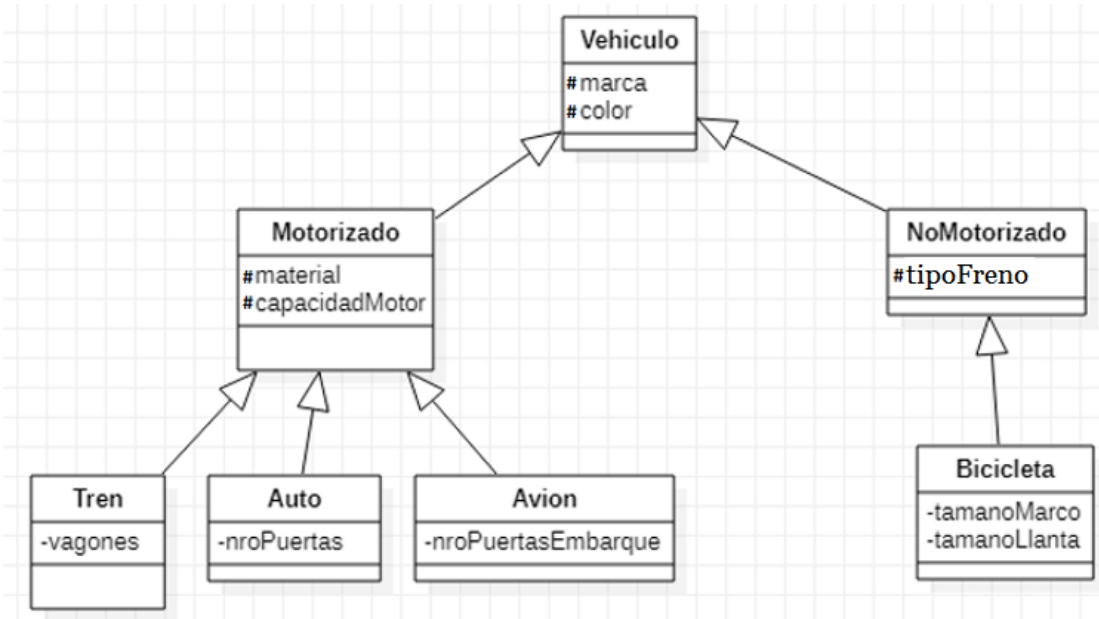 Vehiculo
#marca
#color
Motorizado
#material
#capacidadMotor
NoMotorizado
#tipoFreno
Tren
-vagones
Auto
-nroPuertas
Avion
-nroPuertasEmbarque
Bicicleta
-tamanoMarco
-tamanoLlanta